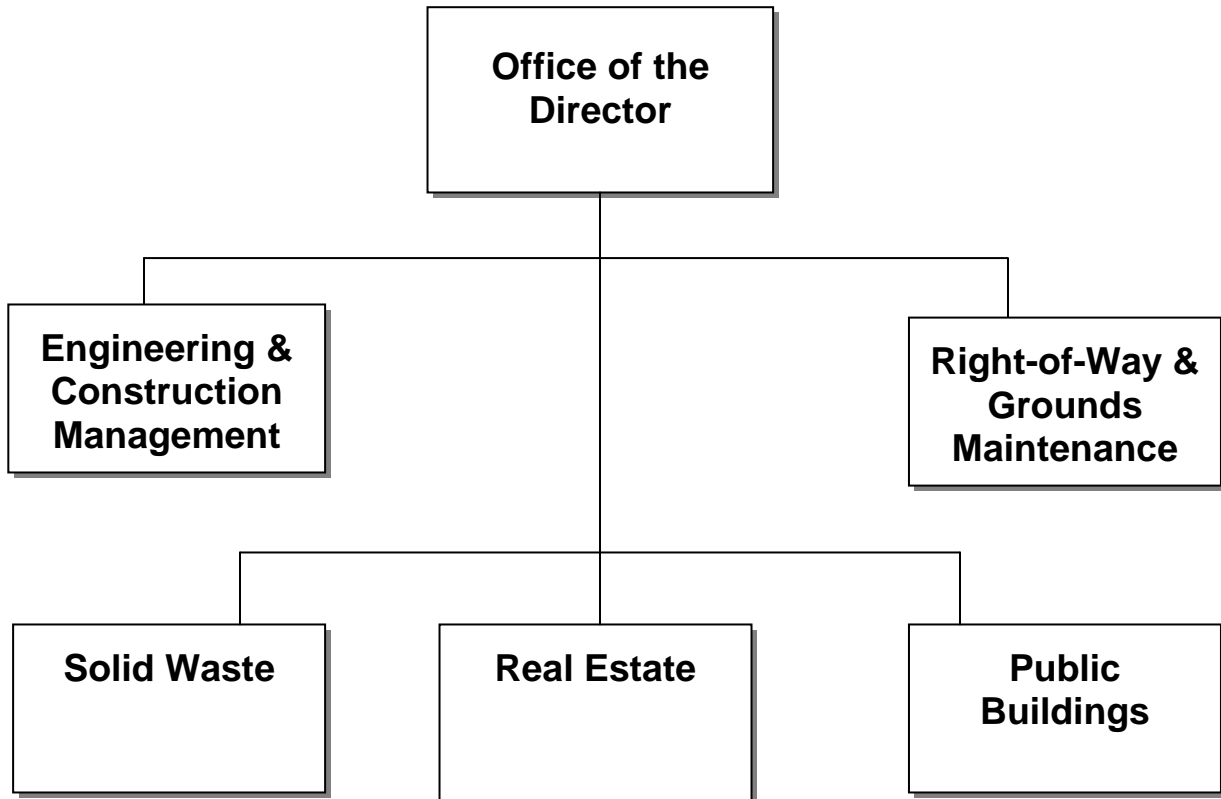 Office of the
Director
Engineering &
Construction
Management
Right-of-Way &
Grounds
Maintenance
Solid Waste
Real Estate
Public
Buildings